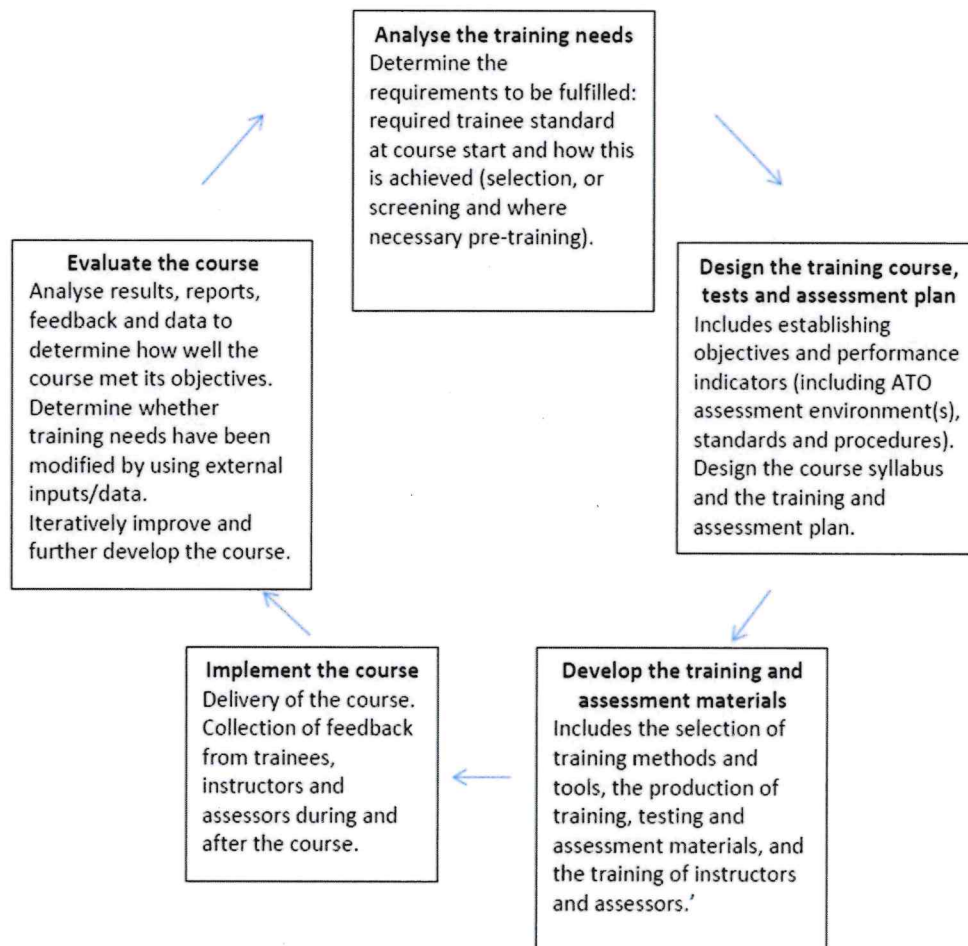 Analyse the training needs
Determine the
requirements to be fulfilled:
required trainee standard
at course start and how this
is achieved (selection, or
screening and where
necessary pre-training).
Design the training course,
tests and assessment plan
Includes establishing
objectives and performance
indicators (including ATO
assessment environment(s),
standards and procedures).
Design the course syllabus
and the training and
assessment plan.
Develop the training and
assessment materials
Includes the selection of
training methods and
tools, the production of
training, testing and
assessment materials, and
the training of instructors
and assessors.'
Implement the course
Delivery of the course.
Collection of feedback
from trainees,
instructors and
assessors during and
after the course.
Evaluate the course
Analyse results, reports,
feedback and data to
determine how well the
course met its objectives.
Determine whether
training needs have been
modified by using external
inputs/data.
Iteratively improve and
further develop the course.